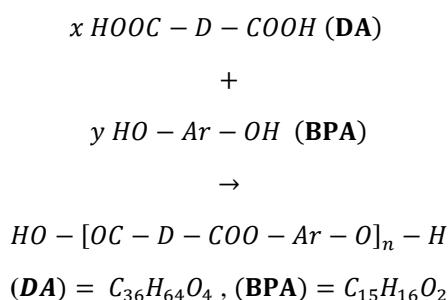 x HOOC − D − COOH (DA)
+
y HO − Ar − OH (BPA)
→
HO − [OC − D − COO − Ar − O]ₙ − H
(DA) = C₃₆H₆₄O₄ , (BPA) = C₁₅H₁₆O₂